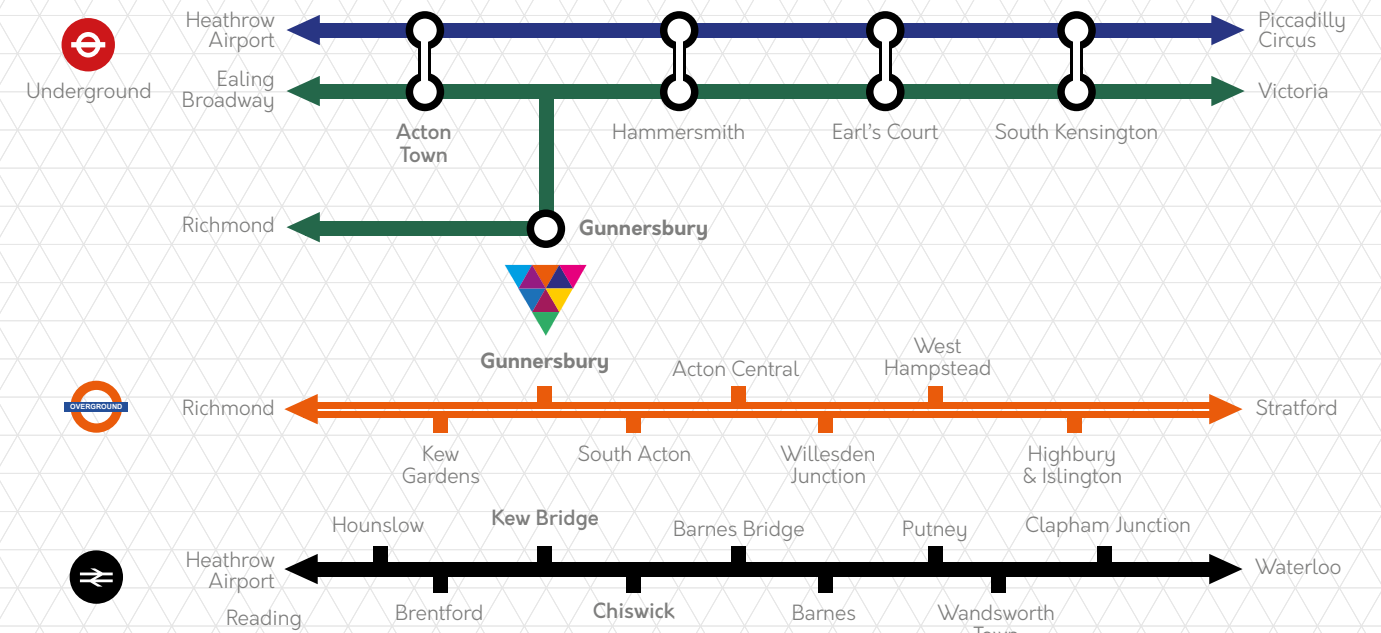 Heathrow
Airport
Piccadilly
Circus
Underground
Ealing
Broadway
Victoria
Acton
Town
Hammersmith
Earl's Court
South Kensington
Richmond
Gunnersbury
Gunnersbury
Acton Central
West
Hampstead
OVERGROUND
Richmond
Stratford
Kew
Gardens
South Acton
Willesden
Junction
Highbury
& Islington
Hounslow
Kew Bridge
Barnes Bridge
Putney
Clapham Junction
Heathrow
Airport
Waterloo
Reading
Brentford
Chiswick
Barnes
Wandsworth
Town